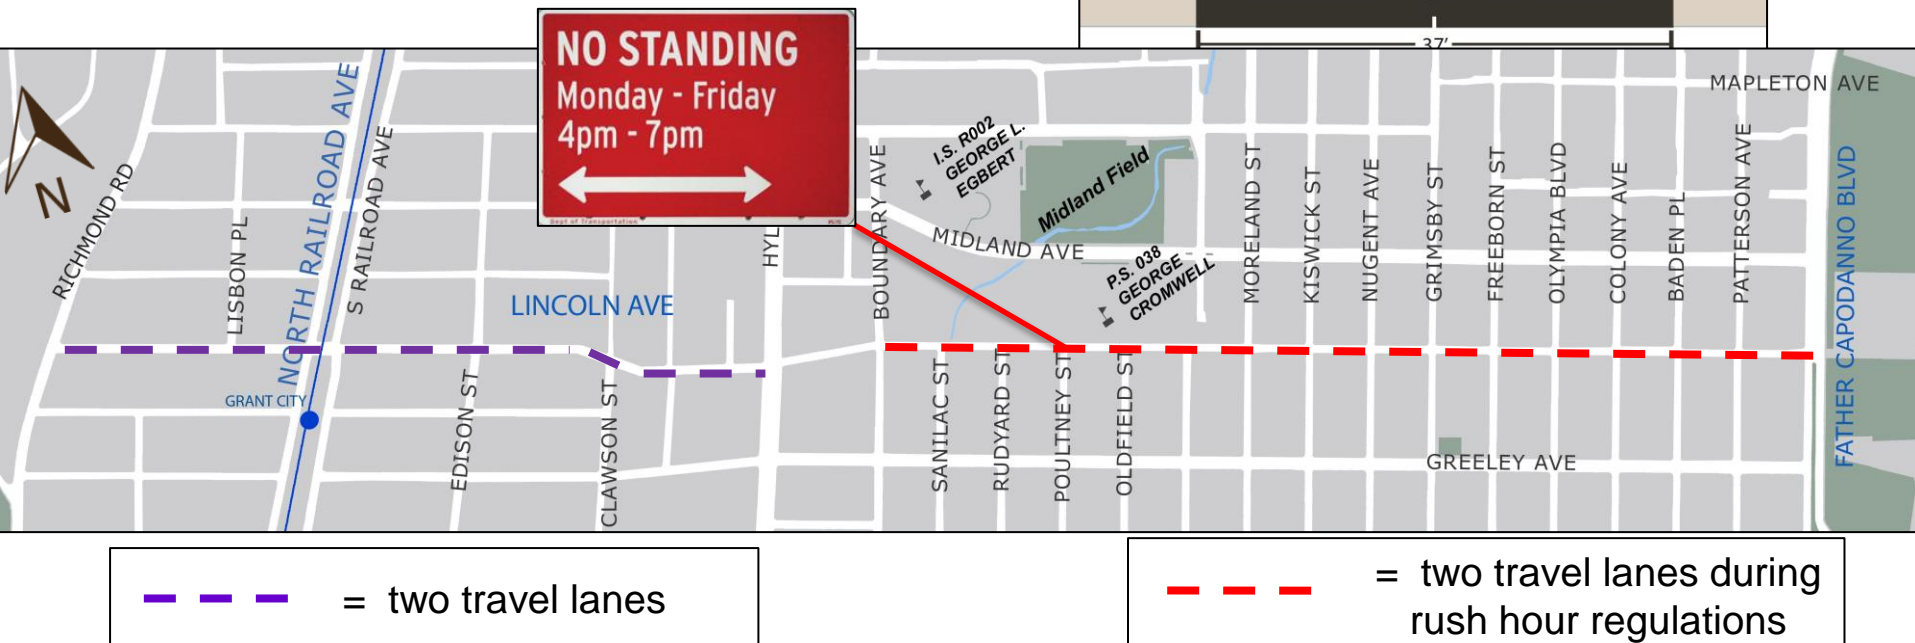 37'
NO STANDING
Monday - Friday
4pm - 7pm
Dept of Transportation
N
RICHMOND RD
LISBON PL
NORTH RAILROAD AVE
S RAILROAD AVE
GRANT CITY
EDISON ST
LINCOLN AVE
CLAWSON ST
HYL
BOUNDARY AVE
I.S. R002
GEORGE L.
EGBERT
Midland Field
MIDLAND AVE
P.S. 038
GEORGE
CROMWELL
SANILAC ST
RUDYARD ST
POULTNEY ST
OLDFIELD ST
MORELAND ST
KISWICK ST
NUGENT AVE
GRIMSBY ST
FREEBORN ST
OLYMPIA BLVD
COLONY AVE
BADEN PL
PATTERSON AVE
MAPLETON AVE
GREELEY AVE
FATHER CAPODANNO BLVD
= two travel lanes
= two travel lanes during
rush hour regulations